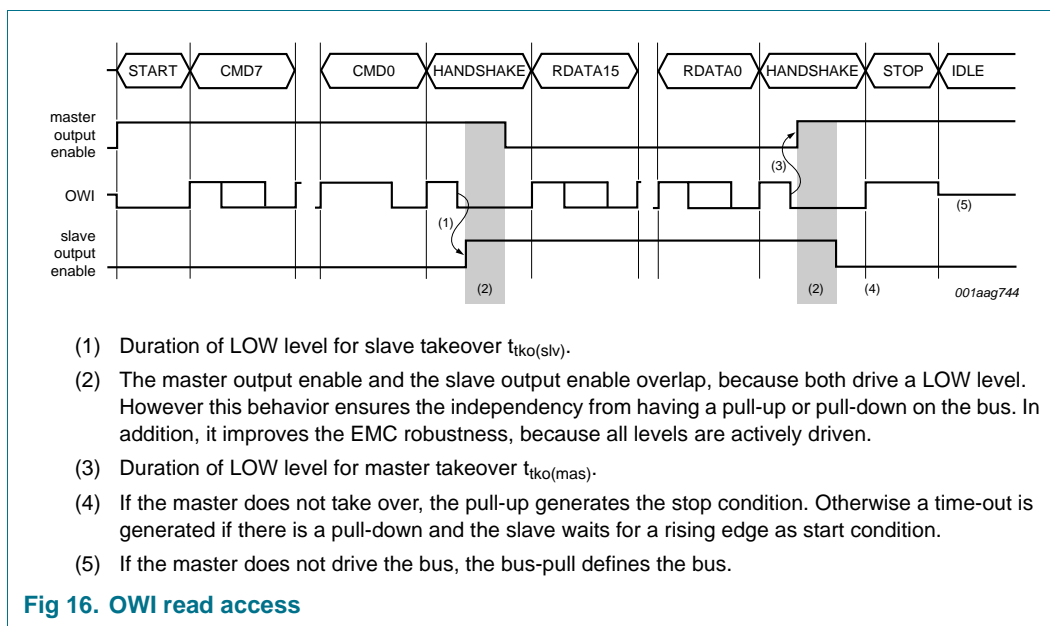 START CMD7 CMD0 HANDSHAKE RDATA15 RDATA0 HANDSHAKE STOP IDLE
master
output
enable
(3)
OWI
(1)
(5)
slave
output
enable
(2) (2) (4)
001aag744
(1) Duration of LOW level for slave takeover ttko(slv).
(2) The master output enable and the slave output enable overlap, because both drive a LOW level.
However this behavior ensures the independency from having a pull-up or pull-down on the bus. In
addition, it improves the EMC robustness, because all levels are actively driven.
(3) Duration of LOW level for master takeover ttko(mas).
(4) If the master does not take over, the pull-up generates the stop condition. Otherwise a time-out is
generated if there is a pull-down and the slave waits for a rising edge as start condition.
(5) If the master does not drive the bus, the bus-pull defines the bus.
Fig 16. OWI read access